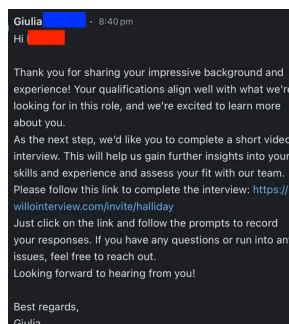 Giulia • 8:40 pm
Hi
Thank you for sharing your impressive background and
experience! Your qualifications align well with what we're
looking for in this role, and we're excited to learn more
about you.
As the next step, we'd like you to complete a short video
interview. This will help us gain further insights into your
skills and experience and assess your fit with our team.
Please follow this link to complete the interview: https://
willointerview.com/invite/halliday
Just click on the link and follow the prompts to record
your responses. If you have any questions or run into
issues, feel free to reach out.
Looking forward to hearing from you!
Best regards,
Giulia